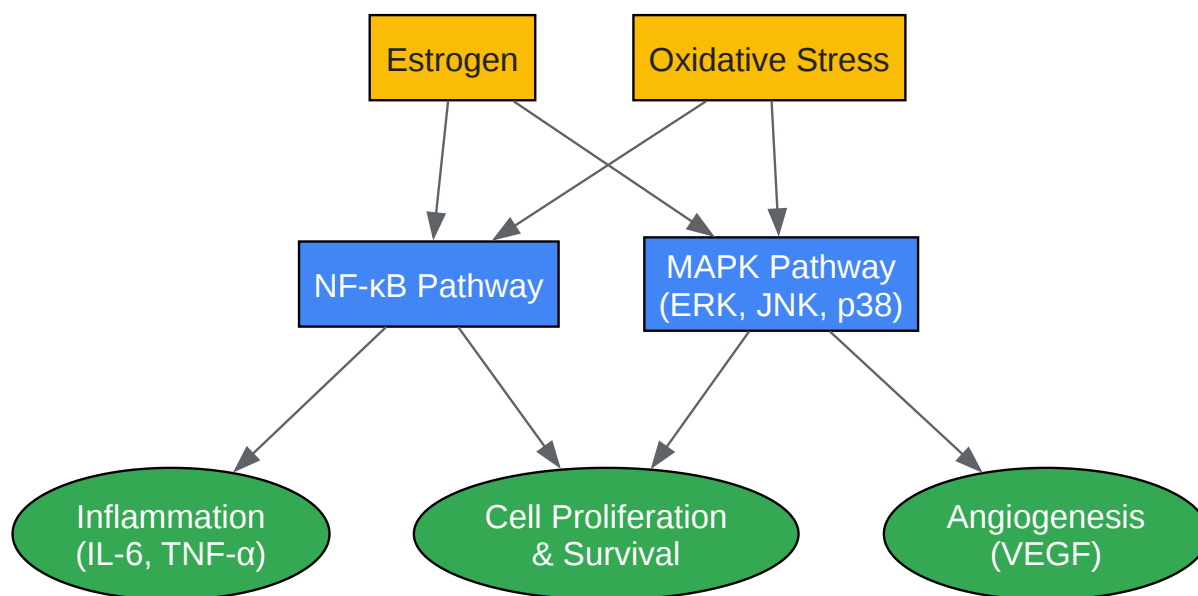 Estrogen
Oxidative Stress
NF-κB Pathway
MAPK Pathway
(ERK, JNK, p38)
Inflammation
(IL-6, TNF-α)
Cell Proliferation
& Survival
Angiogenesis
(VEGF)